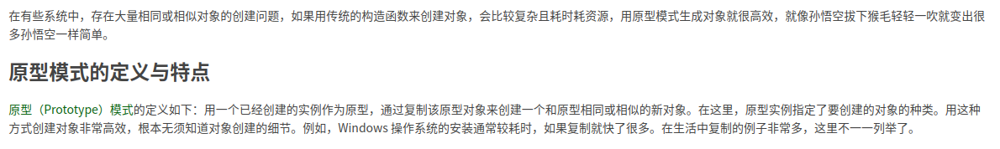 在有些系统中，存在大量相同或相似对象的创建问题，如果用传统的构造函数来创建对象，会比较复杂且耗时耗资源，用原型模式生成对象就很高效，就像孙悟空拔下猴毛轻轻一吹就变出很
多孙悟空一样简单。
原型模式的定义与特点
原型（Prototype）模式的定义如下：用一个已经创建的实例作为原型，通过复制该原型对象来创建一个和原型相同或相似的新对象。在这里，原型实例指定了要创建的对象的种类。用这种
方式创建对象非常高效，根本无须知道对象创建的细节。例如，Windows 操作系统的安装通常较耗时，如果复制就快了很多。在生活中复制的例子非常多，这里不一一列举了。